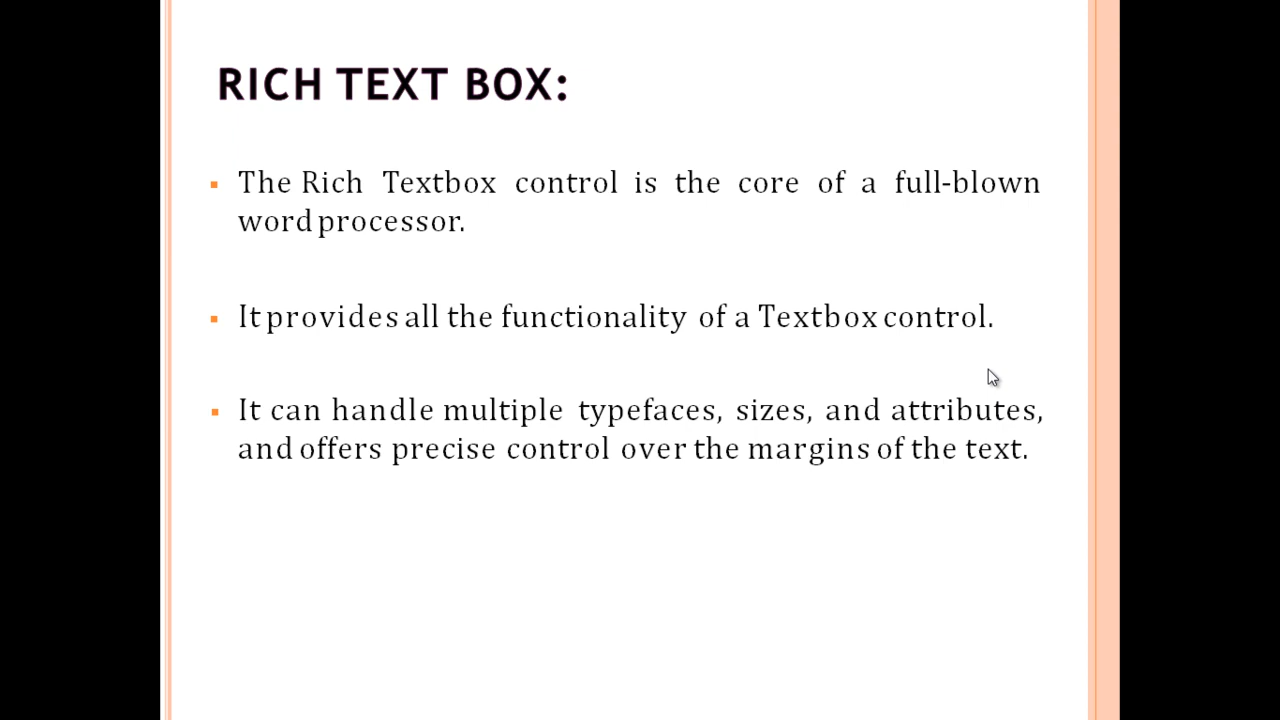 RICH TEXT BOX:
The Rich Textbox control is the core of a full-blown
word processor.
It provides all the functionality of a Textbox control.
It can handle multiple typefaces, sizes, and attributes,
and offers precise control over the margins of the text.